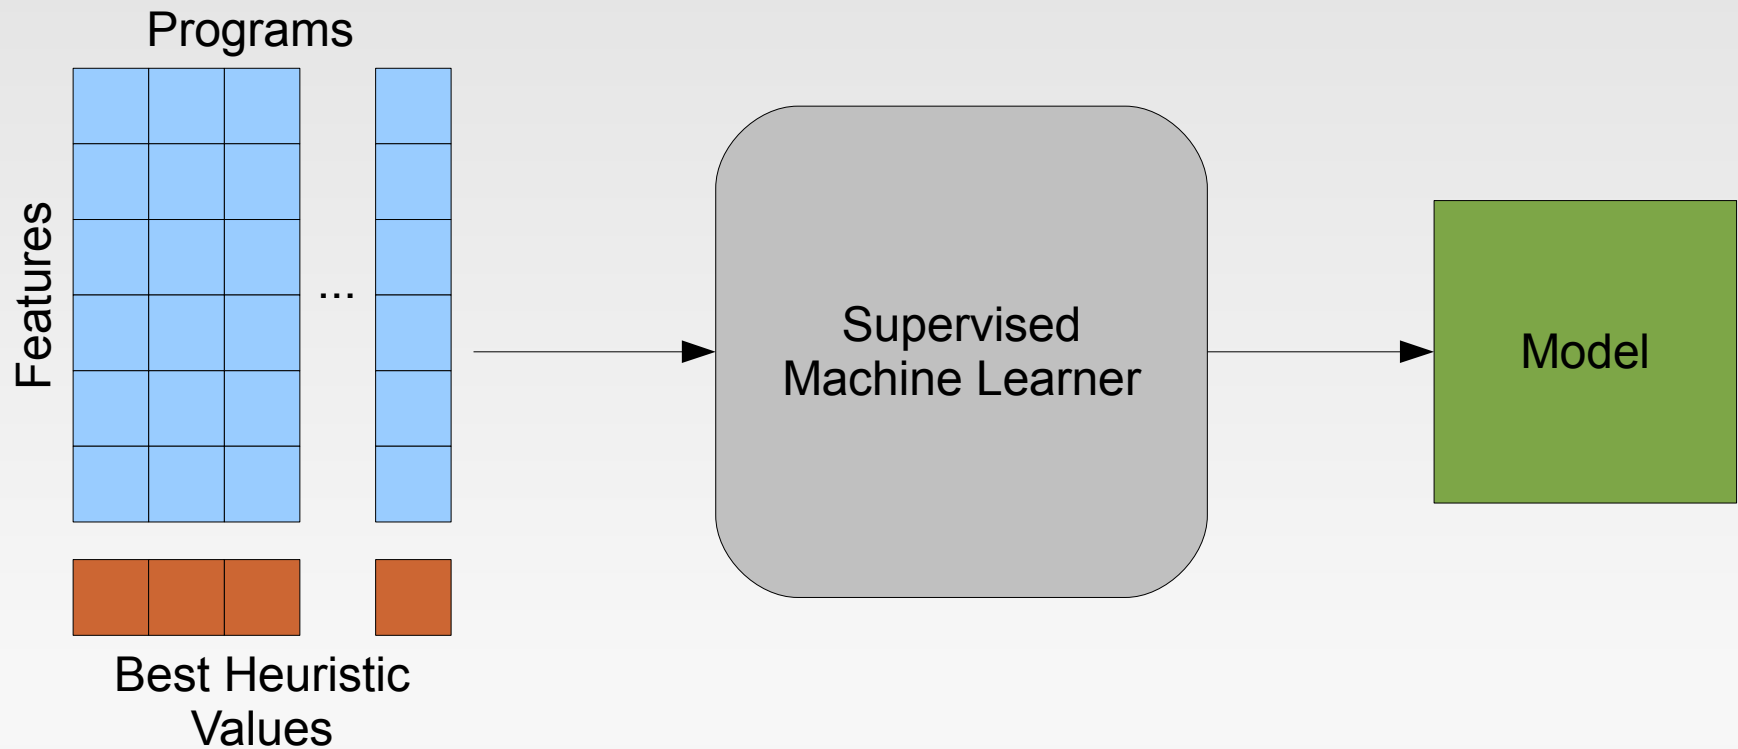 Programs
Features
...
Supervised
Machine Learner
Model
Best Heuristic
Values